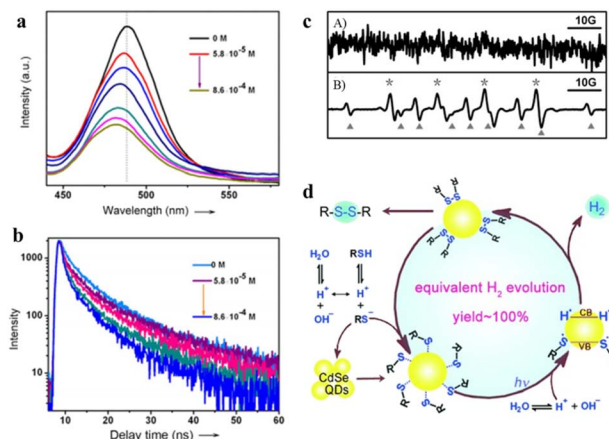 a
0 M
5.8·10⁻⁵ M
8.6·10⁻⁴ M
Intensity (a.u.)
450
500
550
Wavelength (nm)
b
0 M
5.8·10⁻⁵ M
8.6·10⁻⁴ M
Intensity
1000
100
10
10
20
30
40
50
60
Delay time (ns)
c
A)
10G
B)
10G
* * * *
d
R-S-S-R
H₂
H₂O
RSH
H⁺ ↔ H⁺
+
OH⁻
RS⁻
CdSe
QDs
equivalent H₂ evolution
yield~100%
CB
VB
hν
H₂O ⇌ H⁺ + OH⁻